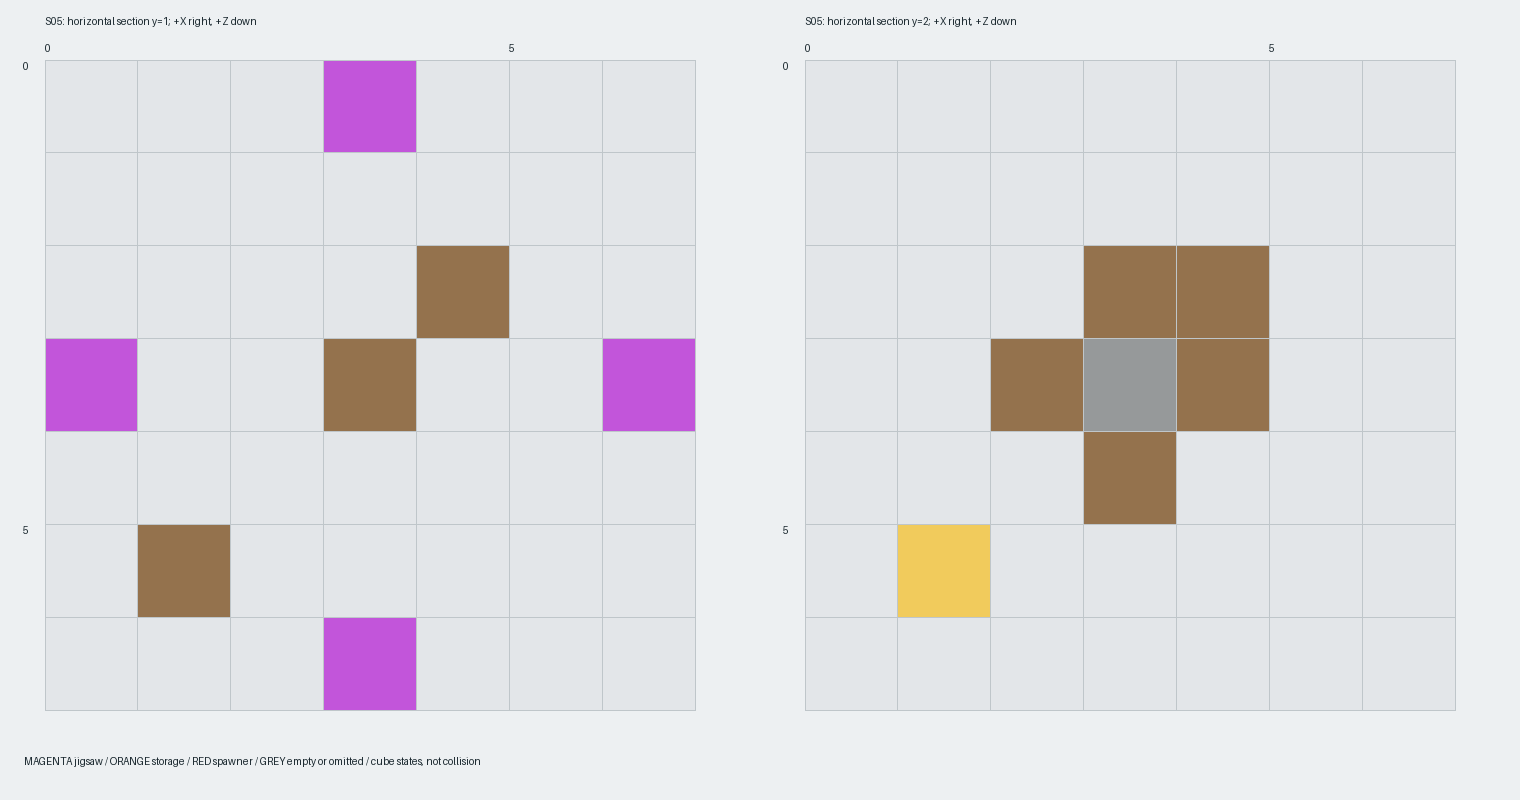 S05: horizontal section y=1; +X right, +Z down
S05: horizontal section y=2; +X right, +Z down
0 5
0 5
0
0
5
5
MAGENTA jigsaw / ORANGE storage / RED spawner / GREY empty or omitted / cube states, not collision